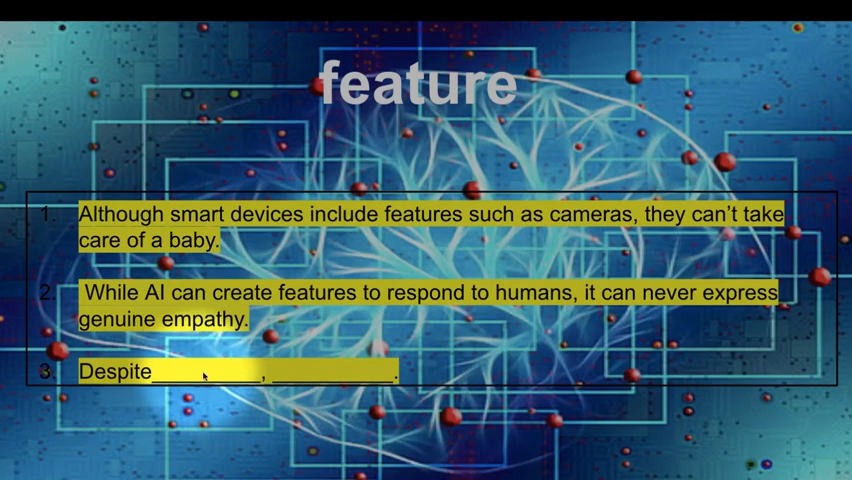 feature
1. Although smart devices include features such as cameras, they can't take
care of a baby.
2. While AI can create features to respond to humans, it can never express
genuine empathy.
3. Despite__________, ___________.